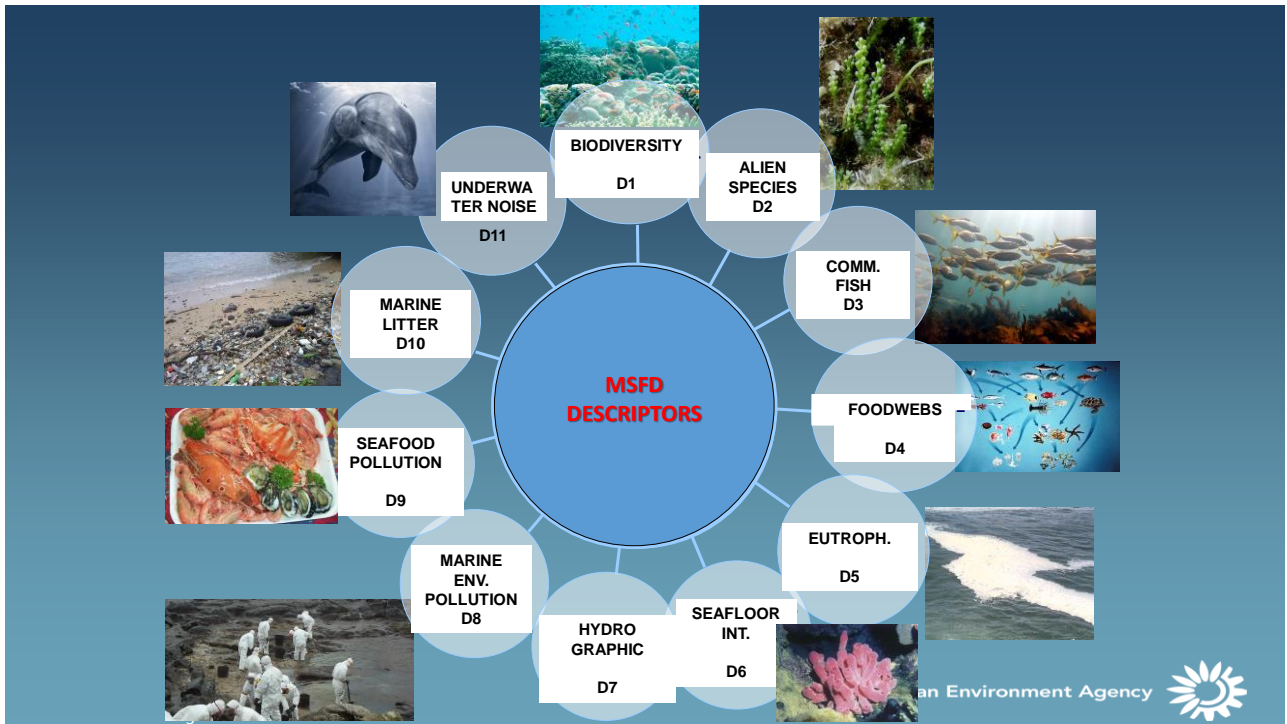 BIODIVERSITY
D1
ALIEN
SPECIES
D2
COMM.
FISH
D3
FOODWEBS
D4
EUTROPH.
D5
SEAFLOOR
INT.
D6
HYDRO
GRAPHIC
D7
MARINE
ENV.
POLLUTION
D8
SEAFOOD
POLLUTION
D9
MARINE
LITTER
D10
UNDERWA
TER NOISE
D11
MSFD
DESCRIPTORS
an Environment Agency